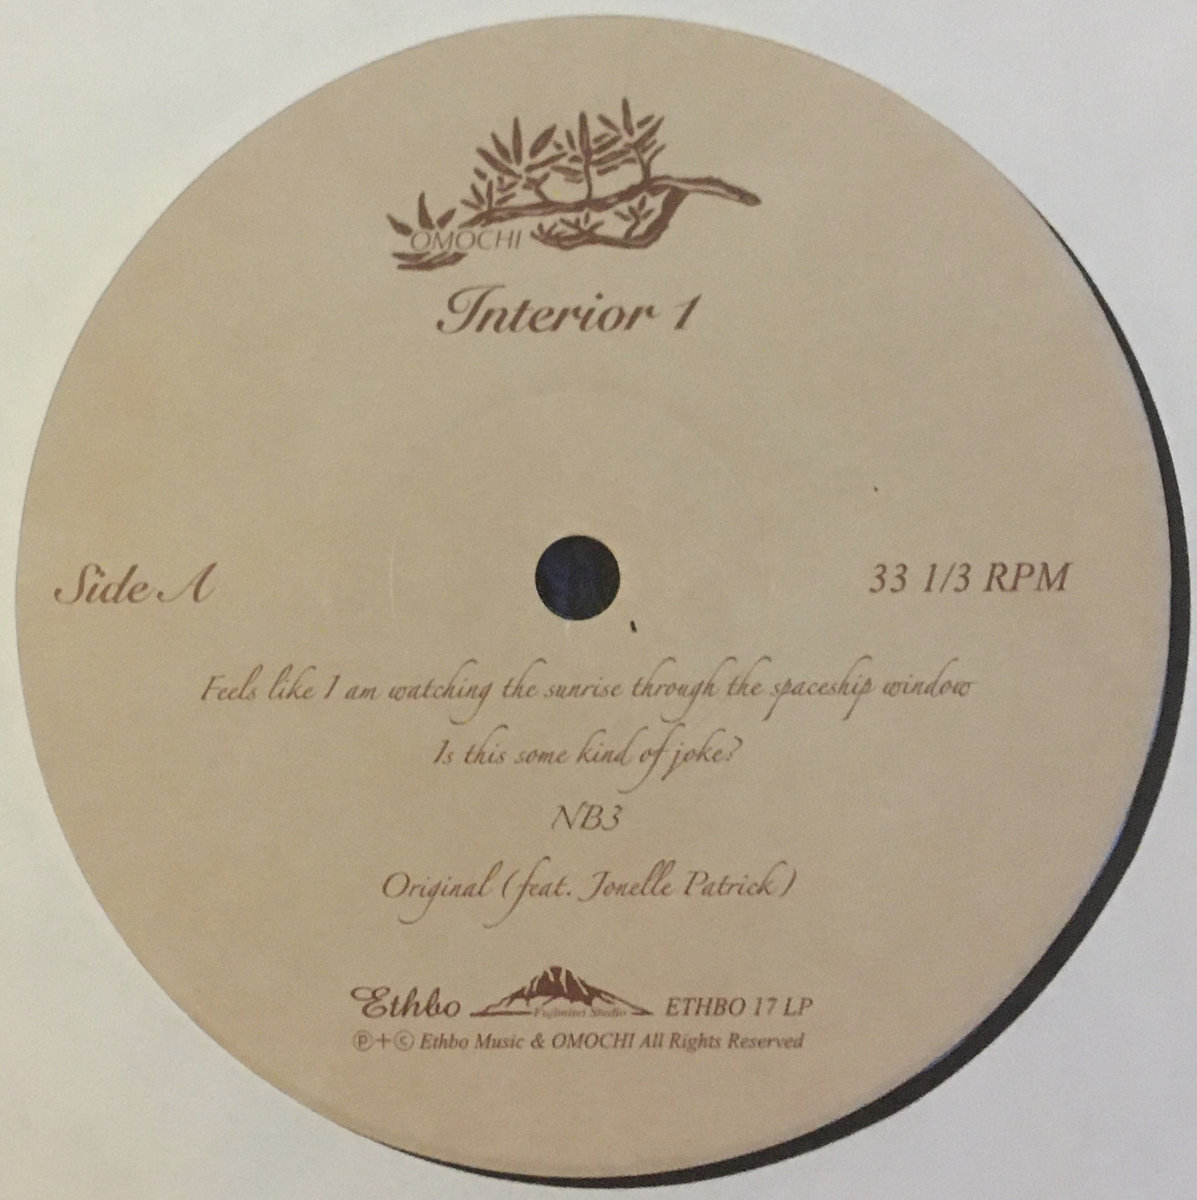 OMOCHI
Interior 1
Side A
33 1/3 RPM
Feels like I am watching the sunrise through the spaceship window
Is this some kind of joke?
NB3
Original (feat. Jonelle Patrick)
Ethbo
Studio
ETHBO 17 LP
Ⓟ+Ⓒ Ethbo Music & OMOCHI All Rights Reserved